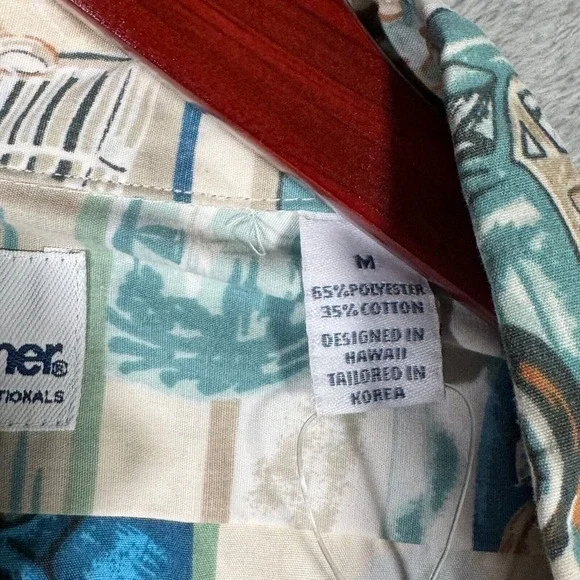 ner®
TIONALS
M
65% POLYESTER
35% COTTON
DESIGNED IN
HAWAII
TAILORED IN
KOREA